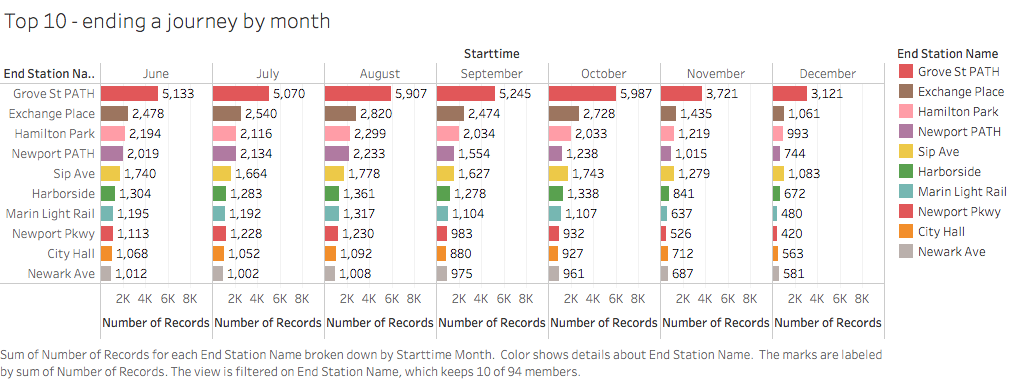 Top 10 - ending a journey by month
Starttime
End Station Na.. June July August September October November December
Grove St PATH 5,133 5,070 5,907 5,245 5,987 3,721 3,121
Exchange Place 2,478 2,540 2,820 2,474 2,728 1,435 1,061
Hamilton Park 2,194 2,116 2,299 2,034 2,033 1,219 993
Newport PATH 2,019 2,134 2,233 1,554 1,238 1,015 744
Sip Ave 1,740 1,664 1,778 1,627 1,743 1,279 1,083
Harborside 1,304 1,283 1,361 1,278 1,338 841 672
Marin Light Rail 1,195 1,192 1,317 1,104 1,107 637 480
Newport Pkwy 1,113 1,228 1,230 983 932 526 420
City Hall 1,068 1,052 1,092 880 927 712 563
Newark Ave 1,012 1,002 1,008 975 961 687 581
2K 4K 6K 8K 2K 4K 6K 8K 2K 4K 6K 8K 2K 4K 6K 8K 2K 4K 6K 8K 2K 4K 6K 8K 2K 4K 6K 8K
Number of Records Number of Records Number of Records Number of Records Number of Records Number of Records Number of Records
End Station Name
Grove St PATH
Exchange Place
Hamilton Park
Newport PATH
Sip Ave
Harborside
Marin Light Rail
Newport Pkwy
City Hall
Newark Ave
Sum of Number of Records for each End Station Name broken down by Starttime Month. Color shows details about End Station Name. The marks are labeled
by sum of Number of Records. The view is filtered on End Station Name, which keeps 10 of 94 members.